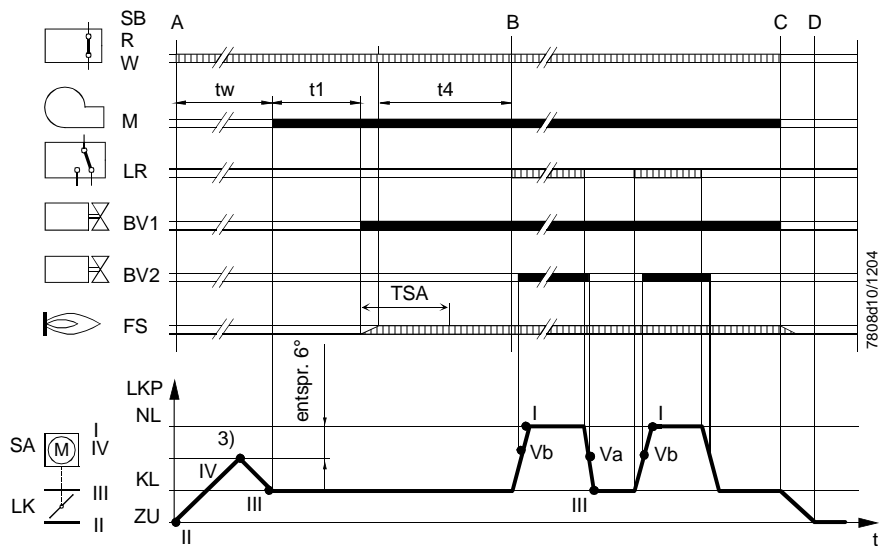 A SB B C D
R
W
tw t1 t4
M
LR
BV1
BV2
TSA
FS
7808d10/1204
entspr. 6°
LKP
NL I I
SA M I
IV 3) Vb Va Vb
IV
KL
III III III
LK
II ZU II t